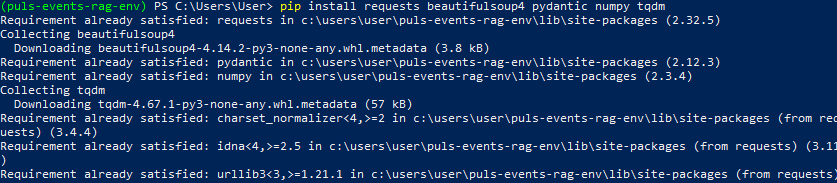 (puls-events-rag-env) PS C:\Users\User> pip install requests beautifulsoup4 pydantic numpy tqdm
Requirement already satisfied: requests in c:\users\user\puls-events-rag-env\lib\site-packages (2.32.5)
Collecting beautifulsoup4
  Downloading beautifulsoup4-4.14.2-py3-none-any.whl.metadata (3.8 kB)
Requirement already satisfied: pydantic in c:\users\user\puls-events-rag-env\lib\site-packages (2.12.3)
Requirement already satisfied: numpy in c:\users\user\puls-events-rag-env\lib\site-packages (2.3.4)
Collecting tqdm
  Downloading tqdm-4.67.1-py3-none-any.whl.metadata (57 kB)
Requirement already satisfied: charset_normalizer<4,>=2 in c:\users\user\puls-events-rag-env\lib\site-packages (from req
uests) (3.4.4)
Requirement already satisfied: idna<4,>=2.5 in c:\users\user\puls-events-rag-env\lib\site-packages (from requests) (3.11
)
Requirement already satisfied: urllib3<3,>=1.21.1 in c:\users\user\puls-events-rag-env\lib\site-packages (from requests)